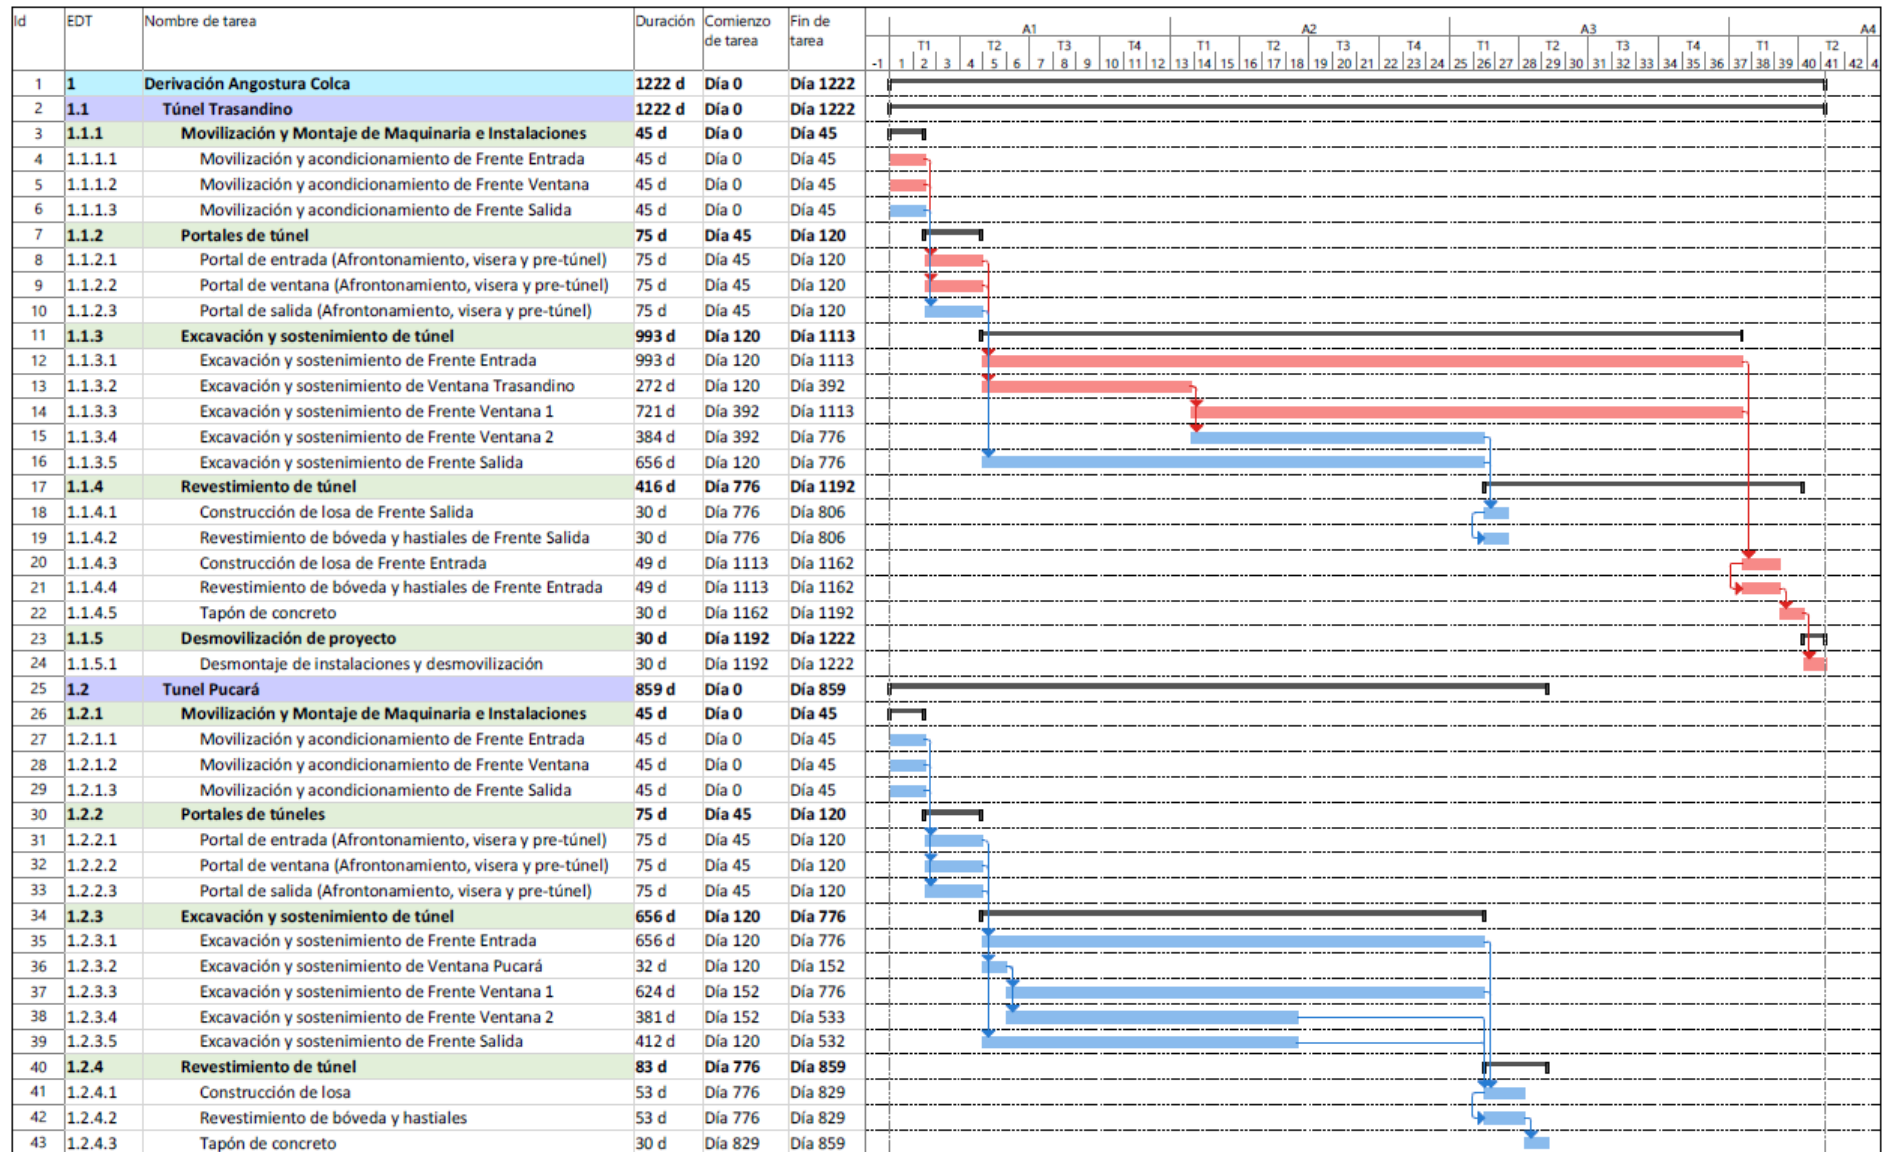 Id EDT Nombre de tarea Duración Comienzo de tarea Fin de tarea
A1 A2 A3 A4
T1 T2 T3 T4 T1 T2 T3 T4 T1 T2 T3 T4 T1 T2
-1 1 2 3 4 5 6 7 8 9 10 11 12 13 14 15 16 17 18 19 20 21 22 23 24 25 26 27 28 29 30 31 32 33 34 35 36 37 38 39 40 41 42 4
1 1 Derivación Angostura Colca 1222 d Día 0 Día 1222
2 1.1 Túnel Trasandino 1222 d Día 0 Día 1222
3 1.1.1 Movilización y Montaje de Maquinaria e Instalaciones 45 d Día 0 Día 45
4 1.1.1.1 Movilización y acondicionamiento de Frente Entrada 45 d Día 0 Día 45
5 1.1.1.2 Movilización y acondicionamiento de Frente Ventana 45 d Día 0 Día 45
6 1.1.1.3 Movilización y acondicionamiento de Frente Salida 45 d Día 0 Día 45
7 1.1.2 Portales de túnel 75 d Día 45 Día 120
8 1.1.2.1 Portal de entrada (Afrontonamiento, visera y pre-túnel) 75 d Día 45 Día 120
9 1.1.2.2 Portal de ventana (Afrontonamiento, visera y pre-túnel) 75 d Día 45 Día 120
10 1.1.2.3 Portal de salida (Afrontonamiento, visera y pre-túnel) 75 d Día 45 Día 120
11 1.1.3 Excavación y sostenimiento de túnel 993 d Día 120 Día 1113
12 1.1.3.1 Excavación y sostenimiento de Frente Entrada 993 d Día 120 Día 1113
13 1.1.3.2 Excavación y sostenimiento de Ventana Trasandino 272 d Día 120 Día 392
14 1.1.3.3 Excavación y sostenimiento de Frente Ventana 1 721 d Día 392 Día 1113
15 1.1.3.4 Excavación y sostenimiento de Frente Ventana 2 384 d Día 392 Día 776
16 1.1.3.5 Excavación y sostenimiento de Frente Salida 656 d Día 120 Día 776
17 1.1.4 Revestimiento de túnel 416 d Día 776 Día 1192
18 1.1.4.1 Construcción de losa de Frente Salida 30 d Día 776 Día 806
19 1.1.4.2 Revestimiento de bóveda y hastiales de Frente Salida 30 d Día 776 Día 806
20 1.1.4.3 Construcción de losa de Frente Entrada 49 d Día 1113 Día 1162
21 1.1.4.4 Revestimiento de bóveda y hastiales de Frente Entrada 49 d Día 1113 Día 1162
22 1.1.4.5 Tapón de concreto 30 d Día 1162 Día 1192
23 1.1.5 Desmovilización de proyecto 30 d Día 1192 Día 1222
24 1.1.5.1 Desmontaje de instalaciones y desmovilización 30 d Día 1192 Día 1222
25 1.2 Tunel Pucará 859 d Día 0 Día 859
26 1.2.1 Movilización y Montaje de Maquinaria e Instalaciones 45 d Día 0 Día 45
27 1.2.1.1 Movilización y acondicionamiento de Frente Entrada 45 d Día 0 Día 45
28 1.2.1.2 Movilización y acondicionamiento de Frente Ventana 45 d Día 0 Día 45
29 1.2.1.3 Movilización y acondicionamiento de Frente Salida 45 d Día 0 Día 45
30 1.2.2 Portales de túneles 75 d Día 45 Día 120
31 1.2.2.1 Portal de entrada (Afrontonamiento, visera y pre-túnel) 75 d Día 45 Día 120
32 1.2.2.2 Portal de ventana (Afrontonamiento, visera y pre-túnel) 75 d Día 45 Día 120
33 1.2.2.3 Portal de salida (Afrontonamiento, visera y pre-túnel) 75 d Día 45 Día 120
34 1.2.3 Excavación y sostenimiento de túnel 656 d Día 120 Día 776
35 1.2.3.1 Excavación y sostenimiento de Frente Entrada 656 d Día 120 Día 776
36 1.2.3.2 Excavación y sostenimiento de Ventana Pucará 32 d Día 120 Día 152
37 1.2.3.3 Excavación y sostenimiento de Frente Ventana 1 624 d Día 152 Día 776
38 1.2.3.4 Excavación y sostenimiento de Frente Ventana 2 381 d Día 152 Día 533
39 1.2.3.5 Excavación y sostenimiento de Frente Salida 412 d Día 120 Día 532
40 1.2.4 Revestimiento de túnel 83 d Día 776 Día 859
41 1.2.4.1 Construcción de losa 53 d Día 776 Día 829
42 1.2.4.2 Revestimiento de bóveda y hastiales 53 d Día 776 Día 829
43 1.2.4.3 Tapón de concreto 30 d Día 829 Día 859